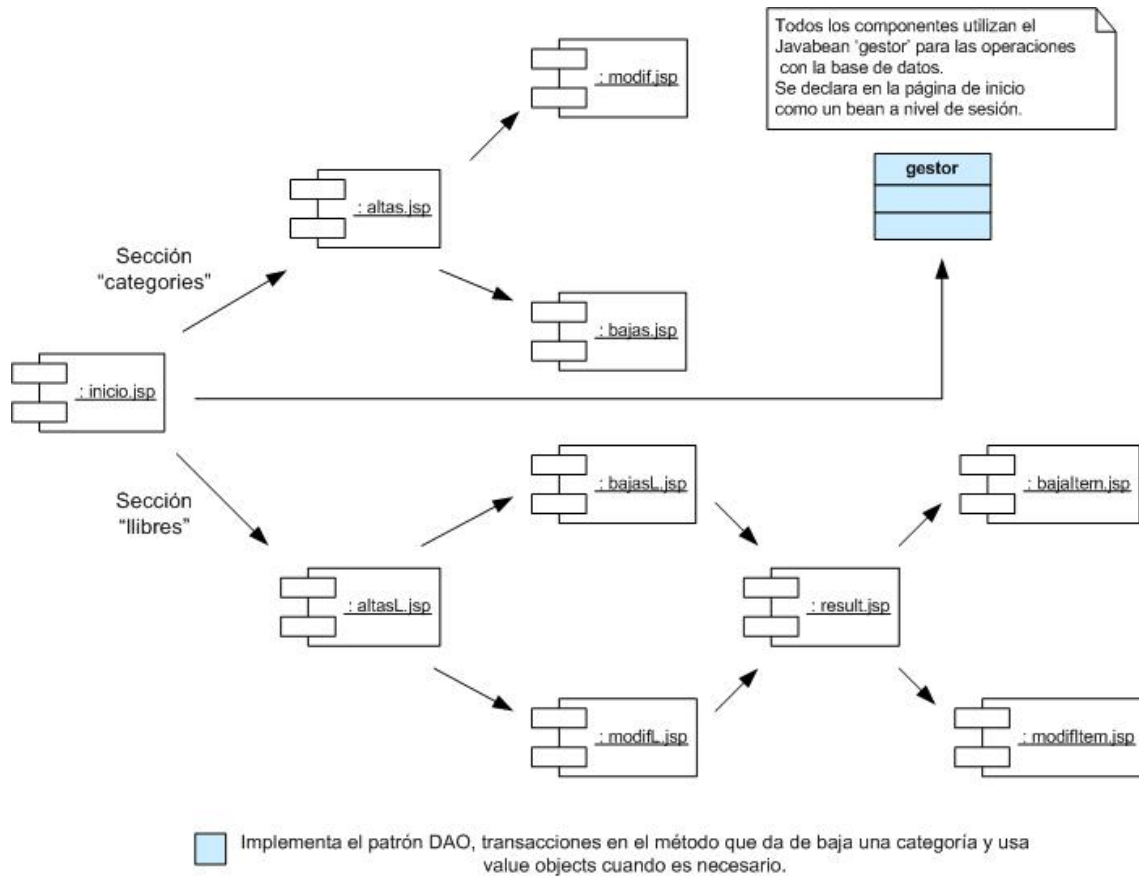 Todos los componentes utilizan el
Javabean 'gestor' para las operaciones
con la base de datos.
Se declara en la página de inicio
como un bean a nivel de sesión.
: modif.jsp
gestor
: altas.jsp
Sección
"categories"
: bajas.jsp
: inicio.jsp
Sección
"llibres"
: bajasL.jsp
: bajaItem.jsp
: altasL.jsp
: result.jsp
: modifL.jsp
: modifItem.jsp
Implementa el patrón DAO, transacciones en el método que da de baja una categoría y usa
value objects cuando es necesario.